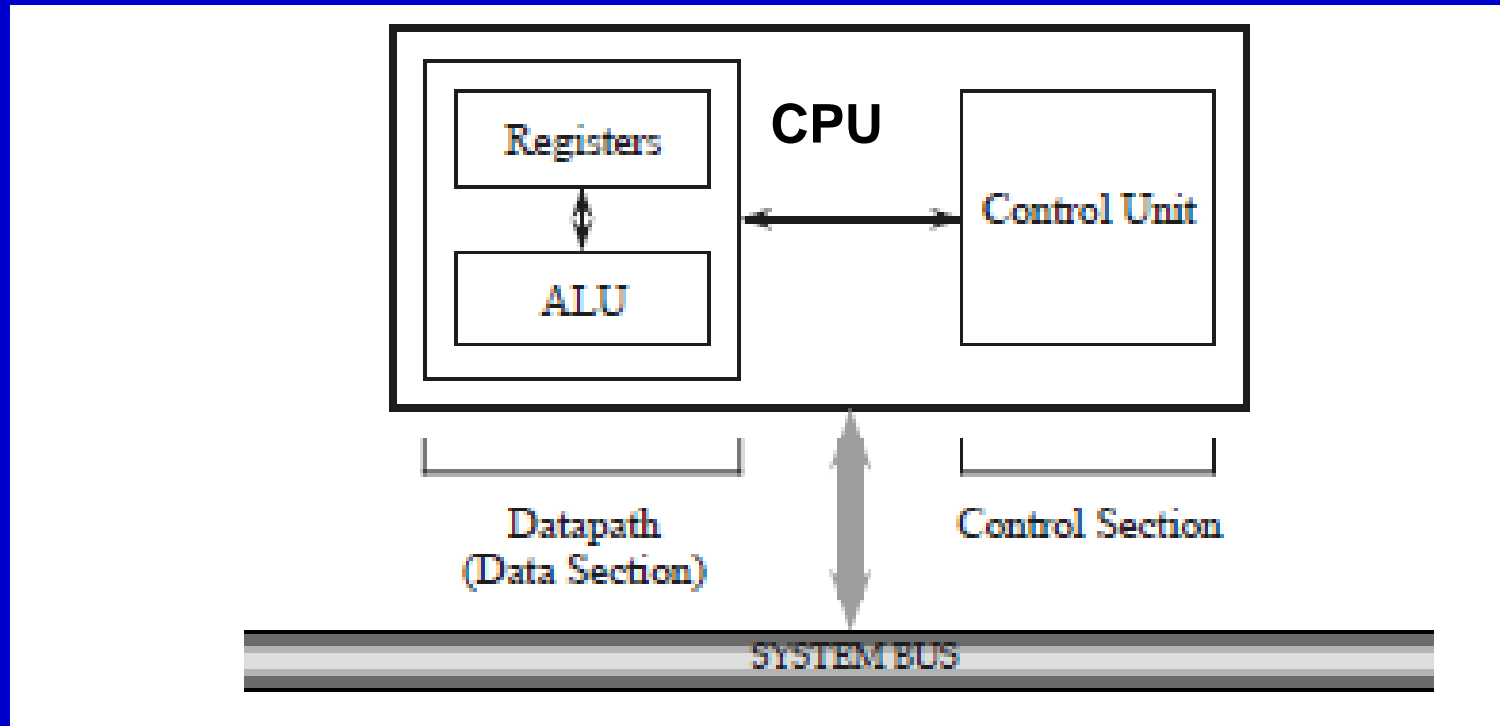 CPU
Registers
ALU
Control Unit
Datapath
(Data Section)
Control Section
SYSTEM BUS